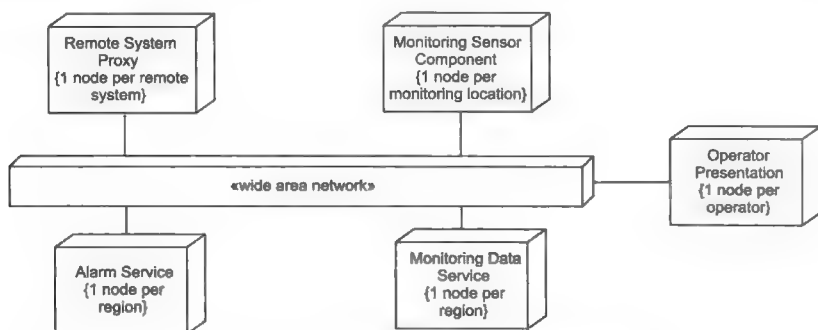 Remote System
Proxy
{1 node per remote
system}
Monitoring Sensor
Component
{1 node per
monitoring location}
«wide area network»
Operator
Presentation
{1 node per
operator}
Alarm Service
{1 node per
region}
Monitoring Data
Service
{1 node per
region}